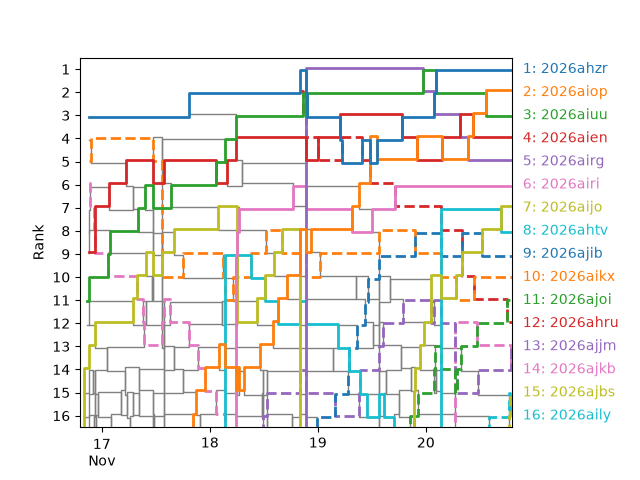 1
2
3
4
5
6
7
8
9
10
11
12
13
14
15
16
Rank
17
18
19
20
Nov
1: 2026ahzr
2: 2026aiop
3: 2026aiuu
4: 2026aien
5: 2026airg
6: 2026airi
7: 2026aijo
8: 2026ahtv
9: 2026ajib
10: 2026aikx
11: 2026ajoi
12: 2026ahru
13: 2026ajjm
14: 2026ajkb
15: 2026ajbs
16: 2026aily